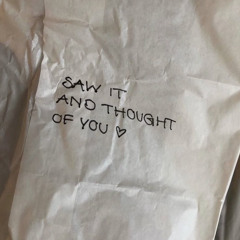 SAW IT
AND THOUGHT
OF YOU ♡